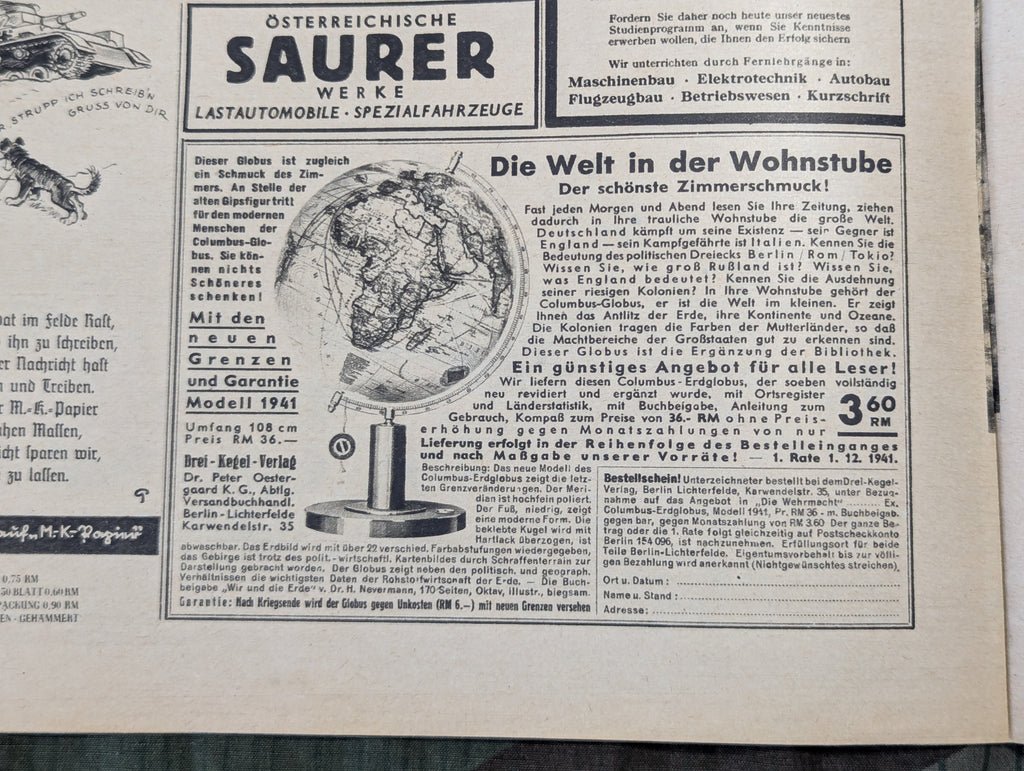 STRUPP ICH SCHREIB'N
GRUSS VON DIR
at im Felde Rast,
ihn zu schreiben,
er Nachricht hast
und Treiben.
M.-K.-Papier
hen Massen,
cht sparen wir,
zu lassen.
auf „M-K-Papier
0,75 RM
50 BLATT 0,60 RM
PACKUNG 0,90 RM
EN - GEHÄMMERT
ÖSTERREICHISCHE
SAURER
WERKE
LASTAUTOMOBILE · SPEZIALFAHRZEUGE
Fordern Sie daher noch heute unser neuestes
Studienprogramm an, wenn Sie Kenntnisse
erwerben wollen, die Ihnen den Erfolg sichern
Wir unterrichten durch Fernlehrgänge in:
Maschinenbau · Elektrotechnik · Autobau
Flugzeugbau · Betriebswesen · Kurzschrift
Dieser Globus ist zugleich
ein Schmuck des Zim-
mers. An Stelle der
alten Gipsfigur tritt
für den modernen
Menschen der
Columbus-Glo-
bus. Sie kön-
nen nichts
Schöneres
schenken!
Mit den
neuen
Grenzen
und Garantie
Modell 1941
Umfang 108 cm
Preis RM 36.—
Drei-Kegel-Verlag
Dr. Peter Oester-
gaard K. G., Abtlg.
Versandbuchhandl.
Berlin-Lichterfelde
Karwendelstr. 35
Die Welt in der Wohnstube
Der schönste Zimmerschmuck!
Fast jeden Morgen und Abend lesen Sie Ihre Zeitung, ziehen
dadurch in Ihre trauliche Wohnstube die große Welt.
Deutschland kämpft um seine Existenz — sein Gegner ist
England — sein Kampfgefährte ist Italien. Kennen Sie die
Bedeutung des politischen Dreiecks Berlin / Rom / Tokio?
Wissen Sie, wie groß Rußland ist? Wissen Sie,
was England bedeutet? Kennen Sie die Ausdehnung
seiner riesigen Kolonien? In Ihre Wohnstube gehört der
Columbus-Globus, er ist die Welt im kleinen. Er zeigt
Ihnen das Antlitz der Erde, ihre Kontinente und Ozeane.
Die Kolonien tragen die Farben der Mutterländer, so daß
die Machtbereiche der Großstaaten gut zu erkennen sind.
Dieser Globus ist die Ergänzung der Bibliothek.
Ein günstiges Angebot für alle Leser!
Wir liefern diesen Columbus-Erdglobus, der soeben vollständig
neu revidiert und ergänzt wurde, mit Ortsregister
und Länderstatistik, mit Buchbeigabe, Anleitung zum
Gebrauch, Kompaß zum Preise von 36.- RM ohne Preis-
erhöhung gegen Monatszahlungen von nur
3 60
RM
Lieferung erfolgt in der Reihenfolge des Bestelleinganges
und nach Maßgabe unserer Vorräte! — 1. Rate 1. 12. 1941.
Beschreibung: Das neue Modell des
Columbus-Erdglobus zeigt die letz-
ten Grenzveränderungen. Der Meri-
dian ist hochfein poliert.
Der Fuß, niedrig, zeigt
eine moderne Form. Die
beklebte Kugel wird mit
Hartlack überzogen, ist
abwaschbar. Das Erdbild wird mit über 22 verschied. Farbabstufungen wiedergegeben,
das Gebirge ist trotz des polit.-wirtschaftl. Kartenbildes durch Schraffenterrain zur
Darstellung gebracht worden. Der Globus zeigt neben den politisch. und geograph.
Verhältnissen die wichtigsten Daten der Rohstoffwirtschaft der Erde. — Die Buch-
beigabe „Wir und die Erde“ v. Dr. H. Nevermann, 170 Seiten, Oktav, illustr., biegsam.
Garantie: Nach Kriegsende wird der Globus gegen Unkosten (RM 6.—) mit neuen Grenzen versehen
Bestellschein! Unterzeichneter bestellt bei dem Drei-Kegel-
Verlag, Berlin Lichterfelde, Karwendelstr. 35, unter Bezug-
nahme auf das Angebot in „Die Wehrmacht“ .......... Ex.
Columbus-Erdglobus, Modell 1941, Pr. RM 36 - m. Buchbeigb.
gegen bar, gegen Monatszahlung von RM 3.60 Der ganze Be-
trag oder die 1. Rate folgt gleichzeitig auf Postscheckkonto
Berlin 154 096, ist nachzunehmen. Erfüllungsort für beide
Teile Berlin-Lichterfelde. Eigentumsvorbehalt bis zur völli-
gen Bezahlung wird anerkannt (Nichtgewünschtes streichen).
Ort u. Datum:
Name u. Stand:
Adresse: